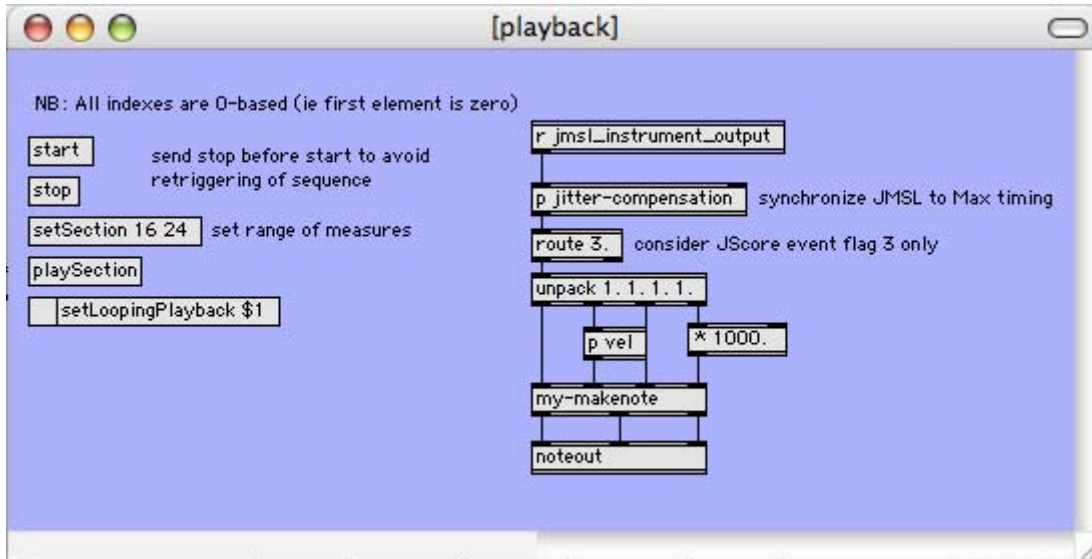 [playback]
NB: All indexes are 0-based (ie first element is zero)
start
send stop before start to avoid
retriggering of sequence
stop
setSection 16 24
set range of measures
playSection
setLoopingPlayback $1
r jmsl_instrument_output
p jitter-compensation
synchronize JMSL to Max timing
route 3.
consider JScore event flag 3 only
unpack 1. 1. 1. 1.
p vel
* 1000.
my-makenote
noteout